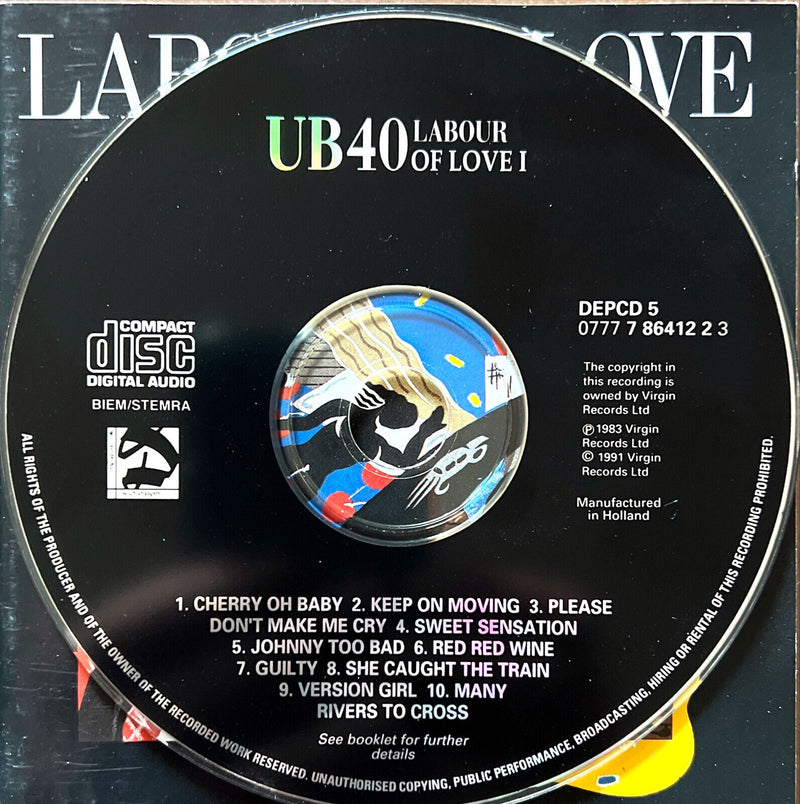 LAB LOVE
UB40 LABOUR
OF LOVE I
COMPACT
disc
DIGITAL AUDIO
BIEM/STEMRA
DEPCD 5
0777 7 86412 2 3
The copyright in
this recording is
owned by Virgin
Records Ltd
℗ 1983 Virgin
Records Ltd
© 1991 Virgin
Records Ltd
Manufactured
in Holland
#1
1. CHERRY OH BABY 2. KEEP ON MOVING 3. PLEASE
DON'T MAKE ME CRY 4. SWEET SENSATION
5. JOHNNY TOO BAD 6. RED RED WINE
7. GUILTY 8. SHE CAUGHT THE TRAIN
9. VERSION GIRL 10. MANY
RIVERS TO CROSS
See booklet for further
details
ALL RIGHTS OF THE PRODUCER AND OF THE OWNER OF THE RECORDED WORK RESERVED. UNAUTHORISED COPYING, PUBLIC PERFORMANCE, BROADCASTING, HIRING OR RENTAL OF THIS RECORDING PROHIBITED.